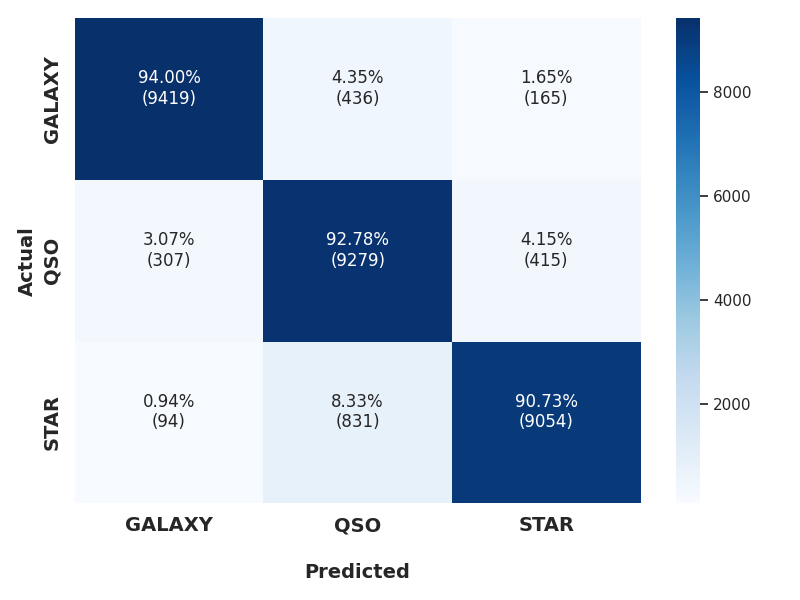 GALAXY
94.00%
(9419)
4.35%
(436)
1.65%
(165)
QSO
3.07%
(307)
92.78%
(9279)
4.15%
(415)
STAR
0.94%
(94)
8.33%
(831)
90.73%
(9054)
Actual
GALAXY
QSO
STAR
Predicted
8000
6000
4000
2000